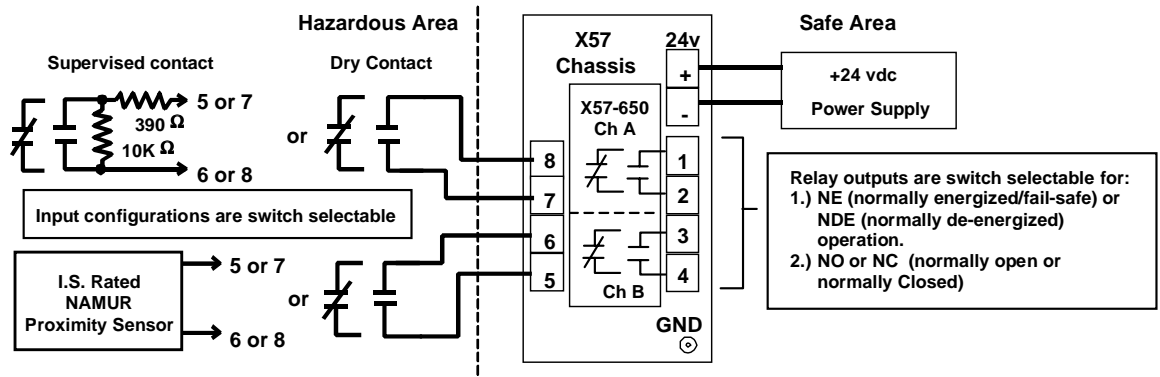 Hazardous Area
Safe Area
Supervised contact
5 or 7
390 Ω
10K Ω
6 or 8
or
Dry Contact
Input configurations are switch selectable
I.S. Rated
NAMUR
Proximity Sensor
5 or 7
6 or 8
or
X57
Chassis
24v
+
-
X57-650
Ch A
8
7
6
5
1
2
3
4
Ch B
GND
+24 vdc
Power Supply
Relay outputs are switch selectable for:
1.) NE (normally energized/fail-safe) or
NDE (normally de-energized)
operation.
2.) NO or NC (normally open or
normally Closed)